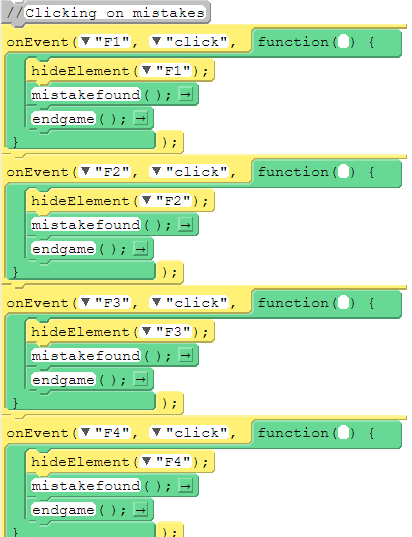 //Clicking on mistakes
onEvent(▼"F1", ▼"click", function( ) {
hideElement(▼"F1");
mistakefound(); →
endgame(); →
} );
onEvent(▼"F2", ▼"click", function( ) {
hideElement(▼"F2");
mistakefound(); →
endgame(); →
} );
onEvent(▼"F3", ▼"click", function( ) {
hideElement(▼"F3");
mistakefound(); →
endgame(); →
} );
onEvent(▼"F4", ▼"click", function( ) {
hideElement(▼"F4");
mistakefound(); →
endgame(); →
} );